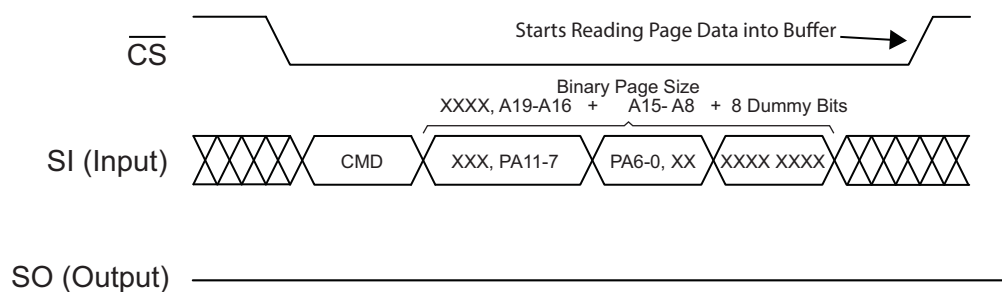 Starts Reading Page Data into Buffer
CS
Binary Page Size
XXXX, A19-A16 + A15- A8 + 8 Dummy Bits
SI (Input) CMD XXX, PA11-7 PA6-0, XX XXXX XXXX
SO (Output)